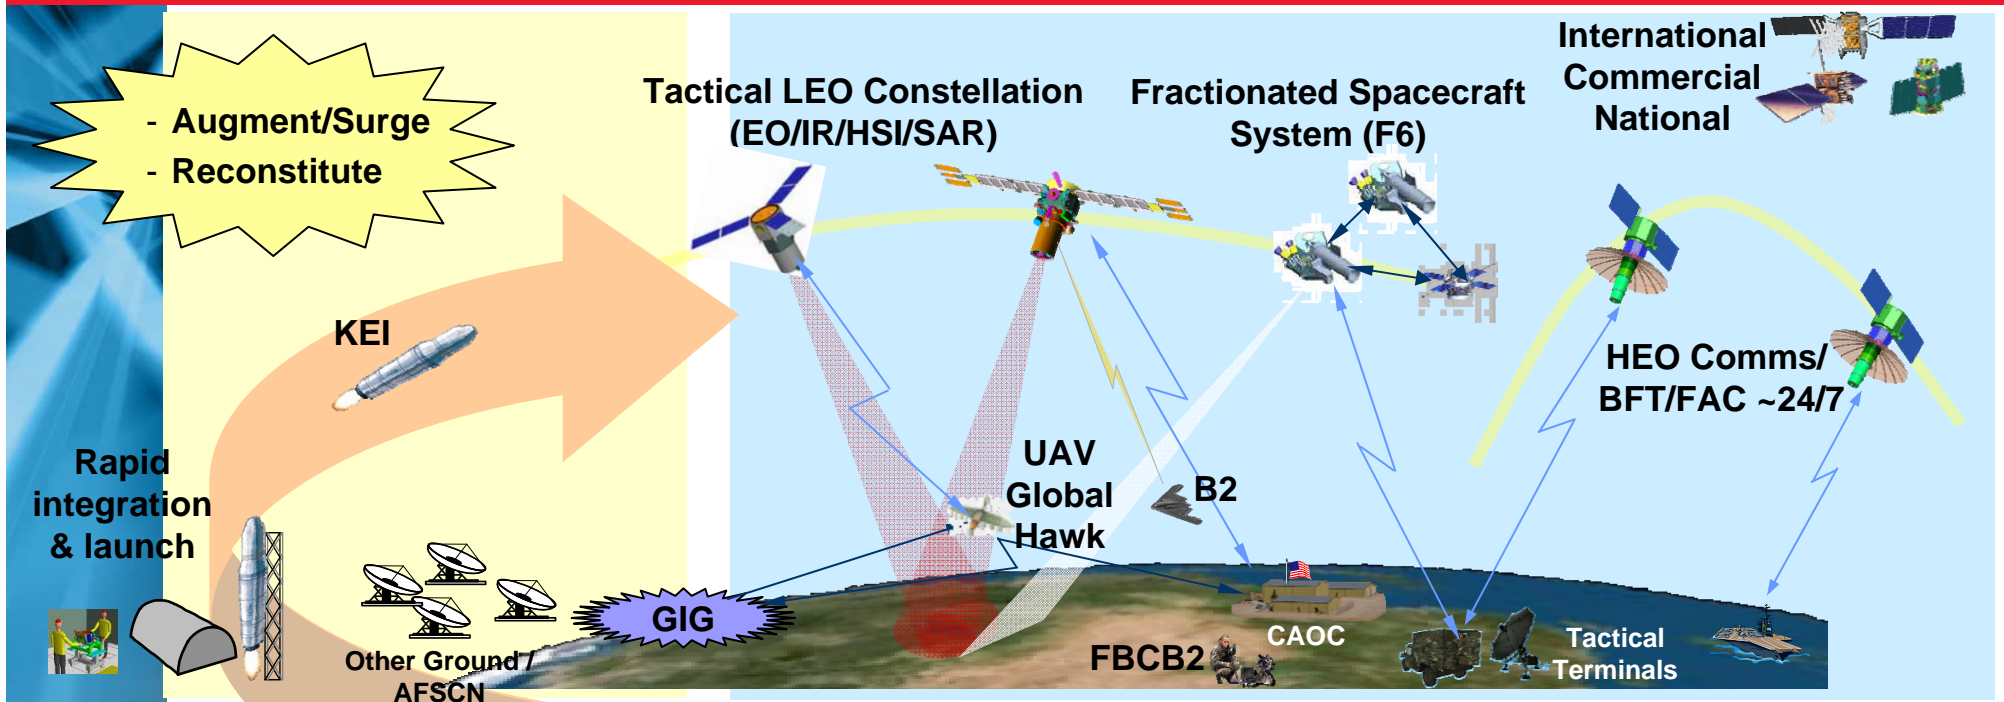 - Augment/Surge
- Reconstitute
Tactical LEO Constellation
(EO/IR/HSI/SAR)
Fractionated Spacecraft
System (F6)
International
Commercial
National
KEI
HEO Comms/
BFT/FAC ~24/7
Rapid
integration
& launch
UAV
Global
Hawk
B2
GIG
Other Ground /
AFSCN
FBCB2
CAOC
Tactical
Terminals